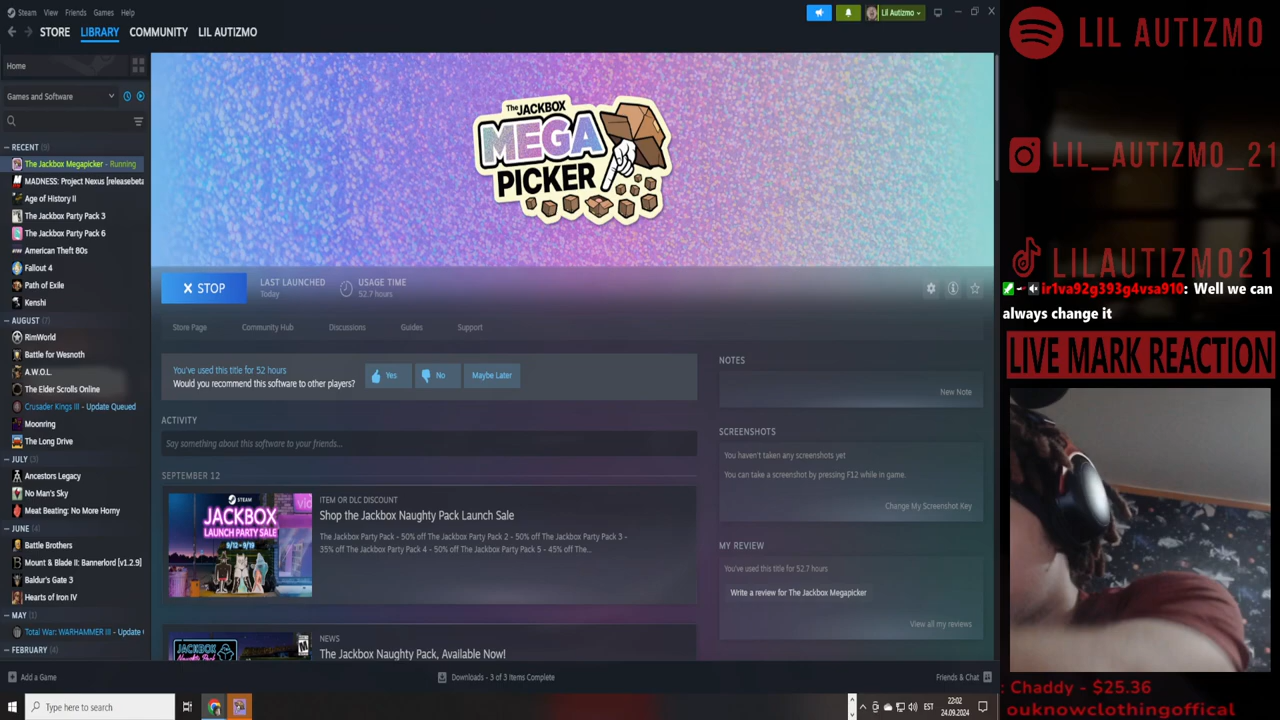 Steam View Friends Games Help
Lil Autizmo
STORE LIBRARY COMMUNITY LIL AUTIZMO
Home
Games and Software
RECENT (9)
The Jackbox Megapicker - Running
MADNESS: Project Nexus [releasebeta
Age of History II
The Jackbox Party Pack 3
The Jackbox Party Pack 6
American Theft 80s
Fallout 4
Path of Exile
Kenshi
AUGUST (7)
RimWorld
Battle for Wesnoth
A.W.O.L.
The Elder Scrolls Online
Crusader Kings III - Update Queued
Moonring
The Long Drive
JULY (3)
Ancestors Legacy
No Man's Sky
Meat Beating: No More Horny
JUNE (4)
Battle Brothers
Mount & Blade II: Bannerlord [v1.2.9]
Baldur's Gate 3
Hearts of Iron IV
MAY (1)
Total War: WARHAMMER III - Update
FEBRUARY (4)
Add a Game
The JACKBOX
MEGA
PICKER
STOP
LAST LAUNCHED
Today
USAGE TIME
52.7 hours
Store Page Community Hub Discussions Guides Support
You've used this title for 52 hours
Would you recommend this software to other players?
Yes No Maybe Later
ACTIVITY
Say something about this software to your friends...
SEPTEMBER 12
STEAM
JACKBOX
LAUNCH PARTY SALE
9/12 - 9/19
ITEM OR DLC DISCOUNT
Shop the Jackbox Naughty Pack Launch Sale
The Jackbox Party Pack - 50% off The Jackbox Party Pack 2 - 50% off The Jackbox Party Pack 3 -
35% off The Jackbox Party Pack 4 - 50% off The Jackbox Party Pack 5 - 45% off The...
JACKBOX
NEWS
The Jackbox Naughty Pack, Available Now!
NOTES
New Note
SCREENSHOTS
You haven't taken any screenshots yet
You can take a screenshot by pressing F12 while in game.
Change My Screenshot Key
MY REVIEW
You've used this title for 52.7 hours
Write a review for The Jackbox Megapicker
View all my reviews
Downloads - 3 of 3 Items Complete
Friends & Chat
Type here to search
EST
22:02
24.09.2024
LIL AUTIZMO
LIL_AUTIZMO_21
LILAUTIZMO21
ir1va92g393g4vsa910: Well we can
always change it
LIVE MARK REACTION
: Chaddy - $25.36
ouknowclothingoffical